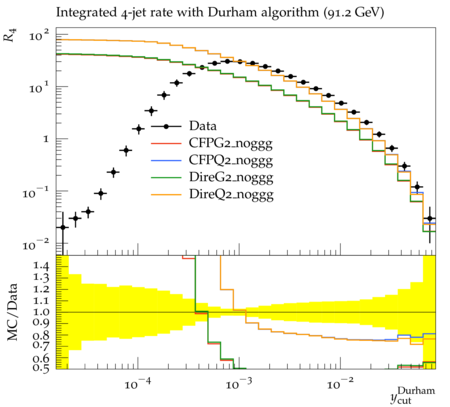 Integrated 4-jet rate with Durham algorithm (91.2 GeV)
R4
10²
10¹
1
10⁻¹
10⁻²
Data
CFPG2_noggg
CFPQ2_noggg
DireG2_noggg
DireQ2_noggg
MC/Data
1.4
1.3
1.2
1.1
1.0
0.9
0.8
0.7
0.6
0.5
10⁻⁴
10⁻³
10⁻²
y_cut^Durham